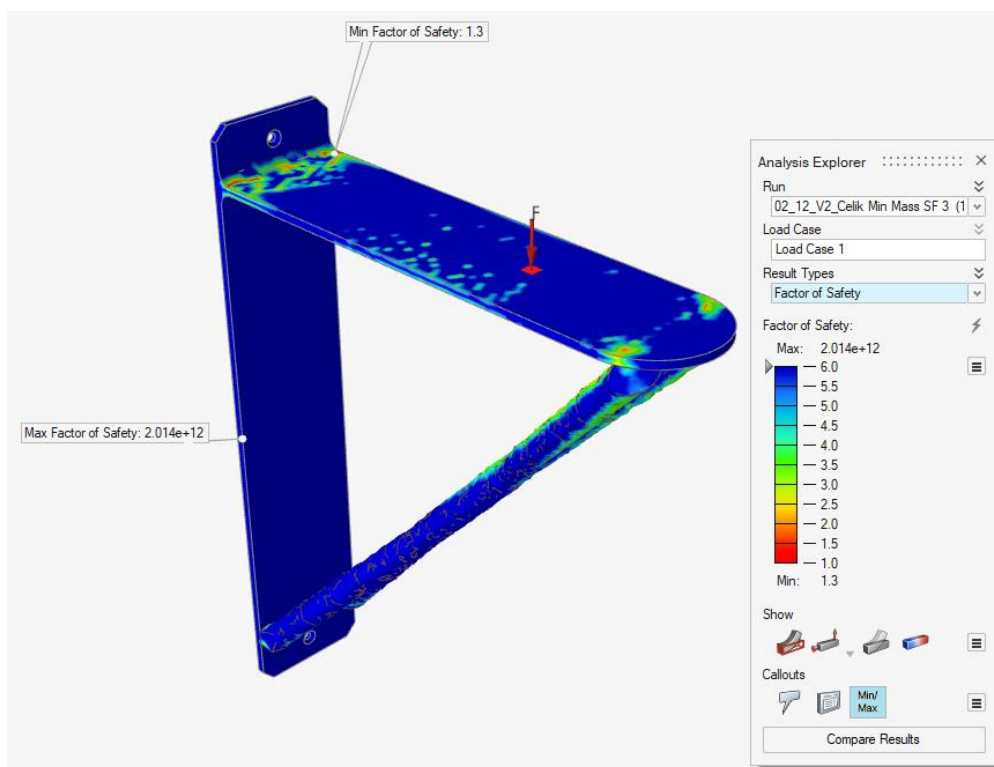 Min Factor of Safety: 1.3
F
Max Factor of Safety: 2.014e+12
Analysis Explorer
Run
02_12_V2_Celik Min Mass SF 3 (1
Load Case
Load Case 1
Result Types
Factor of Safety
Factor of Safety:
Max: 2.014e+12
6.0
5.5
5.0
4.5
4.0
3.5
3.0
2.5
2.0
1.5
1.0
Min: 1.3
Show
Callouts
Min/
Max
Compare Results